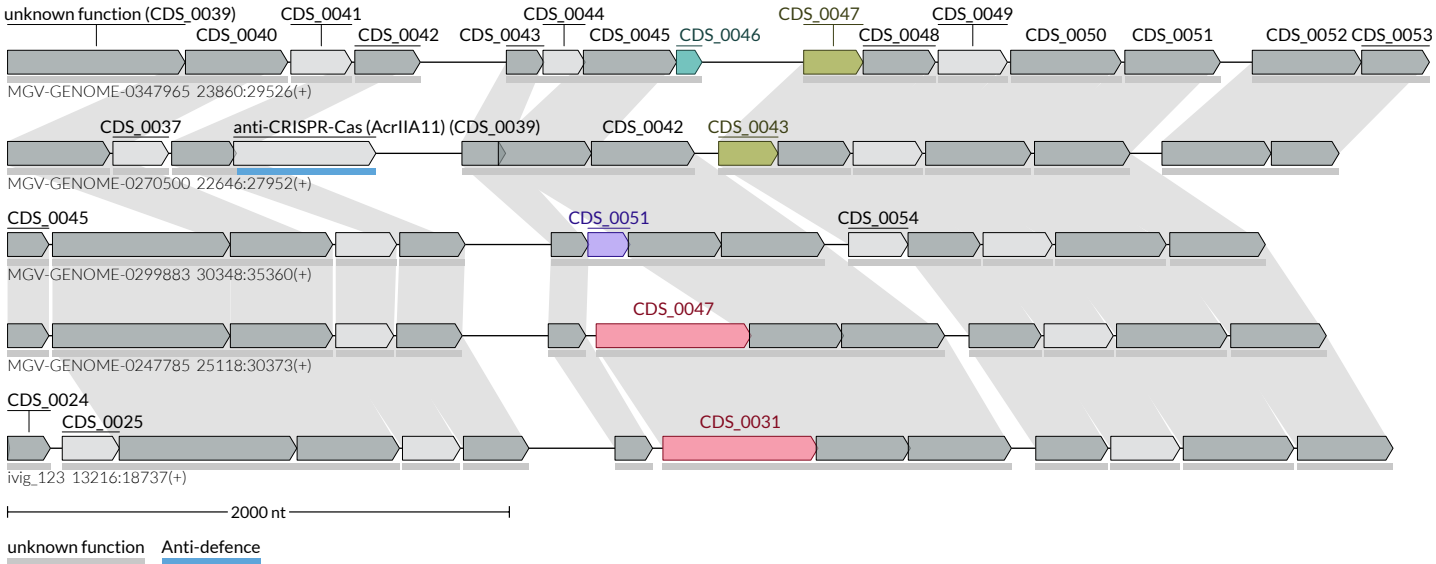 unknown function (CDS_0039) CDS_0041 CDS_0044 CDS_0047 CDS_0049
CDS_0040 CDS_0042 CDS_0043 CDS_0045 CDS_0046 CDS_0048 CDS_0050 CDS_0051 CDS_0052 CDS_0053
MGV-GENOME-0347965 23860:29526(+)
CDS_0037 anti-CRISPR-Cas (AcrIIA11) (CDS_0039) CDS_0042 CDS_0043
MGV-GENOME-0270500 22646:27952(+)
CDS_0045 CDS_0051 CDS_0054
MGV-GENOME-0299883 30348:35360(+)
CDS_0047
MGV-GENOME-0247785 25118:30373(+)
CDS_0024
CDS_0025 CDS_0031
ivig_123 13216:18737(+)
2000 nt
unknown function Anti-defence